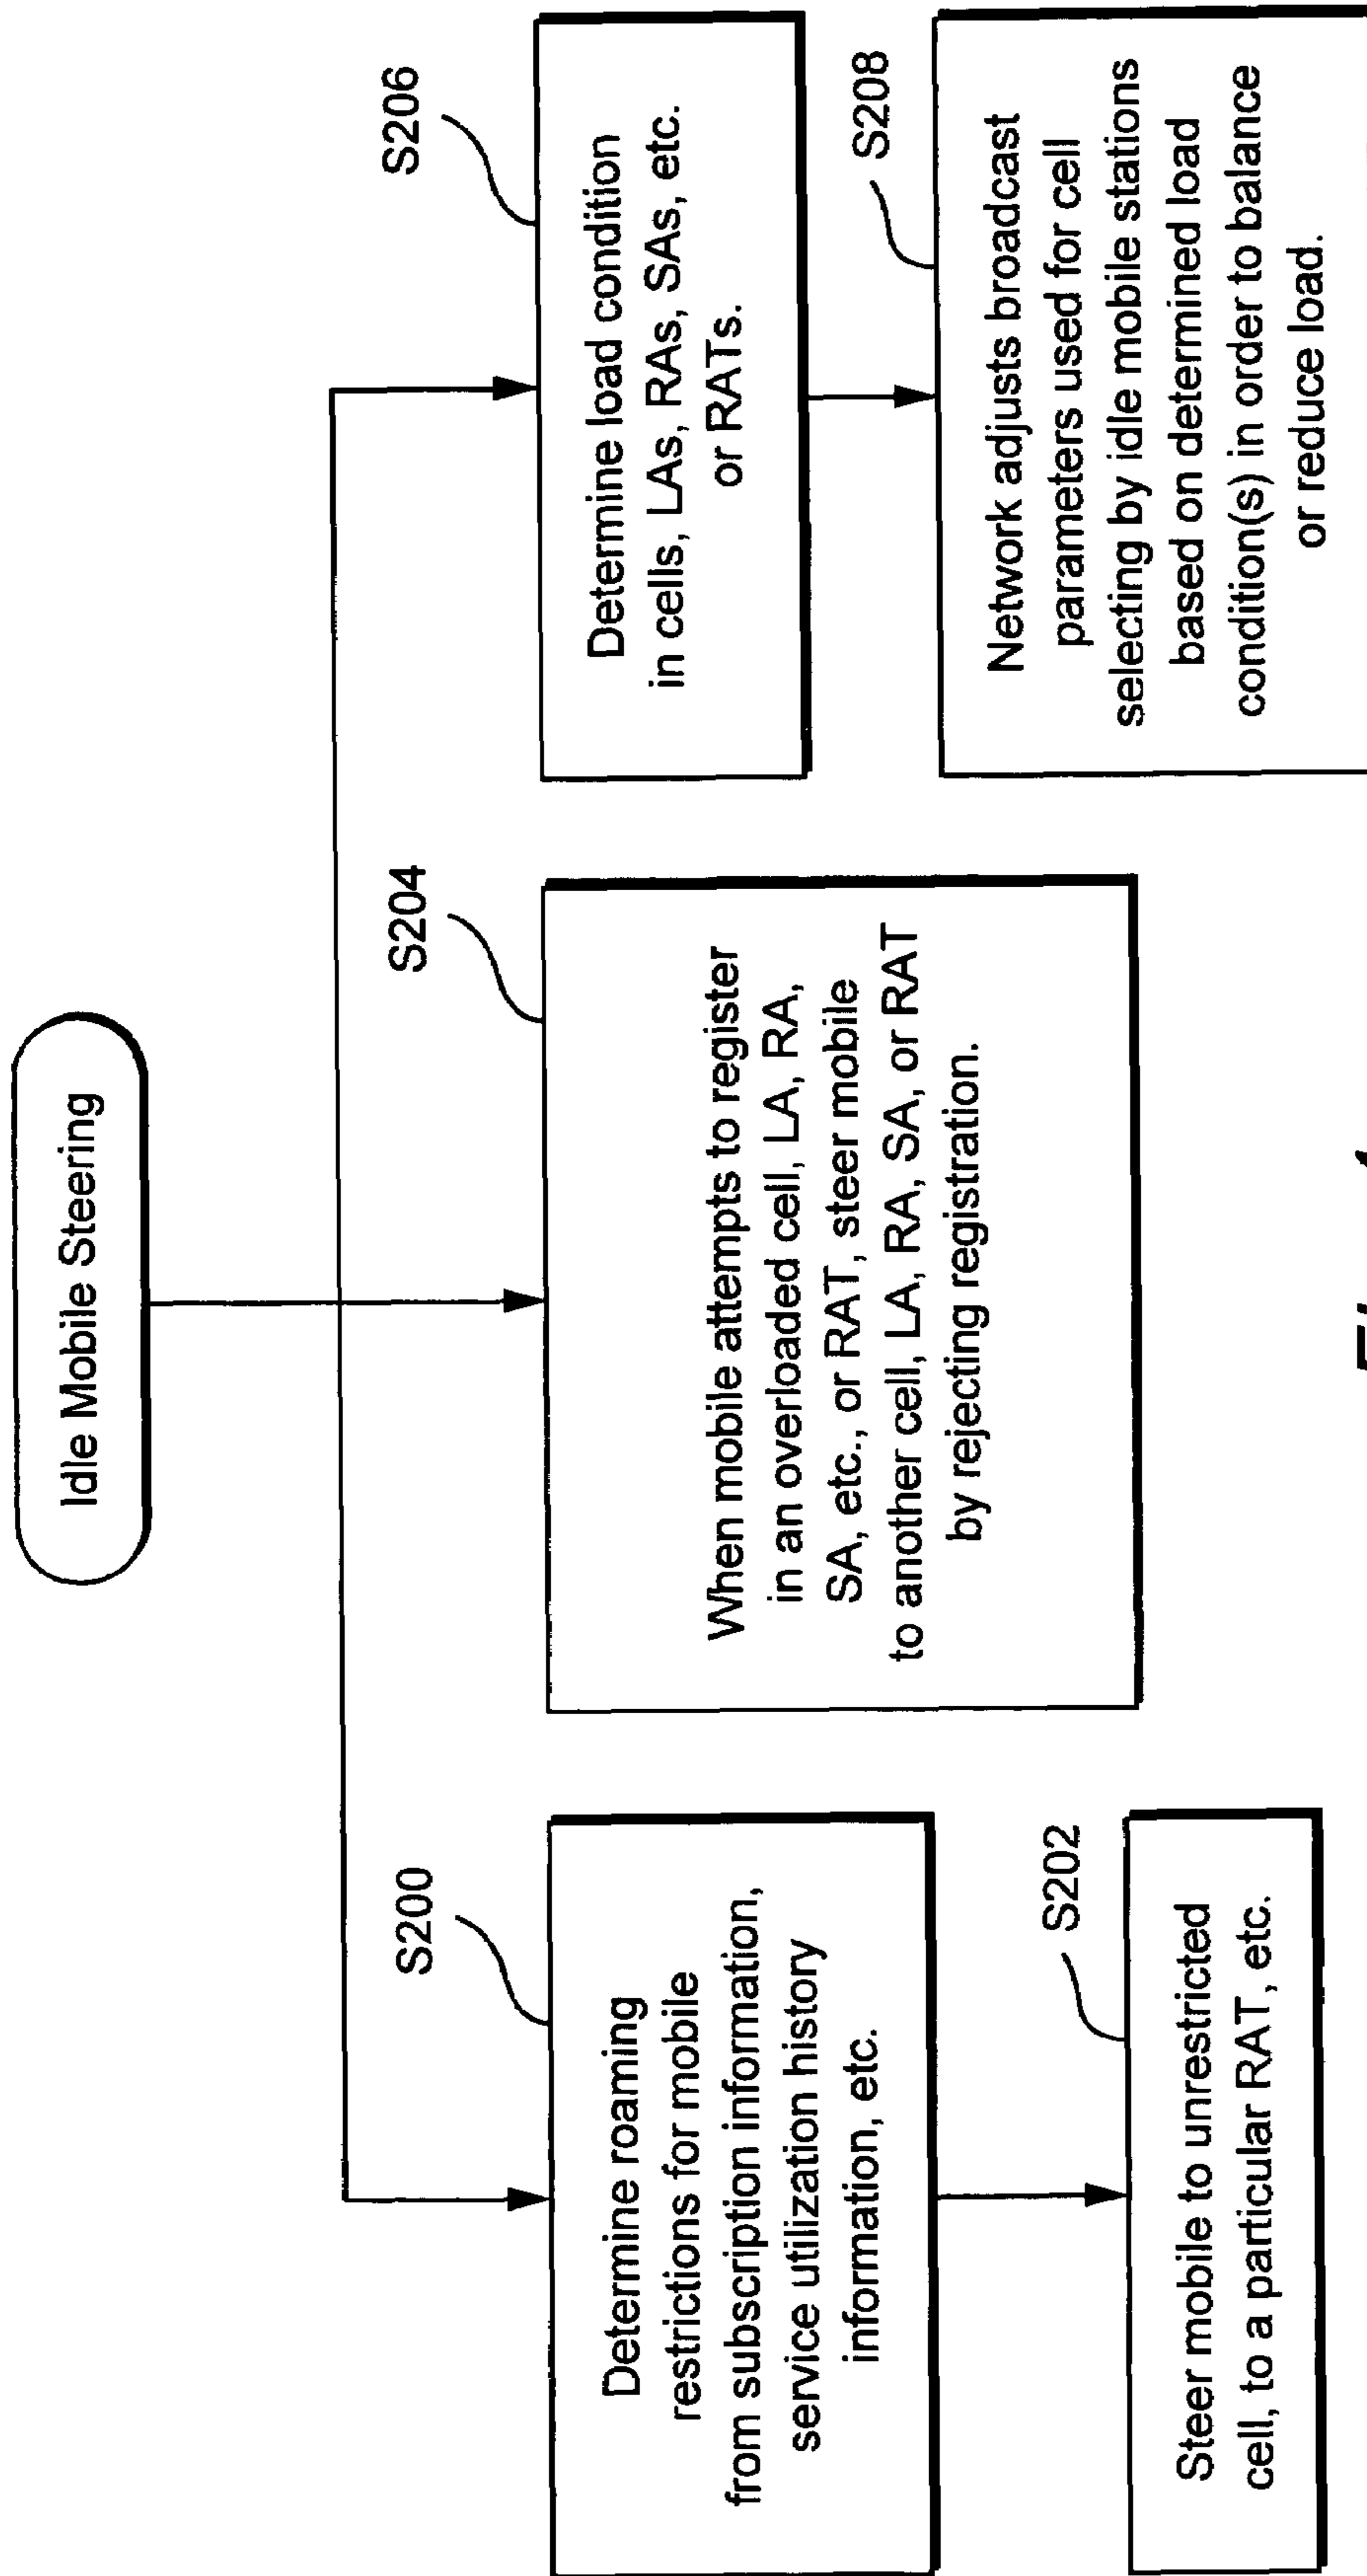 Idle Mobile Steering
S200
Determine roaming
restrictions for mobile
from subscription information,
service utilization history
information, etc.
S202
Steer mobile to unrestricted
cell, to a particular RAT, etc.
S204
When mobile attempts to register
in an overloaded cell, LA, RA,
SA, etc., or RAT, steer mobile
to another cell, LA, RA, SA, or RAT
by rejecting registration.
S206
Determine load condition
in cells, LAs, RAs, SAs, etc.
or RATs.
S208
Network adjusts broadcast
parameters used for cell
selecting by idle mobile stations
based on determined load
condition(s) in order to balance
or reduce load.